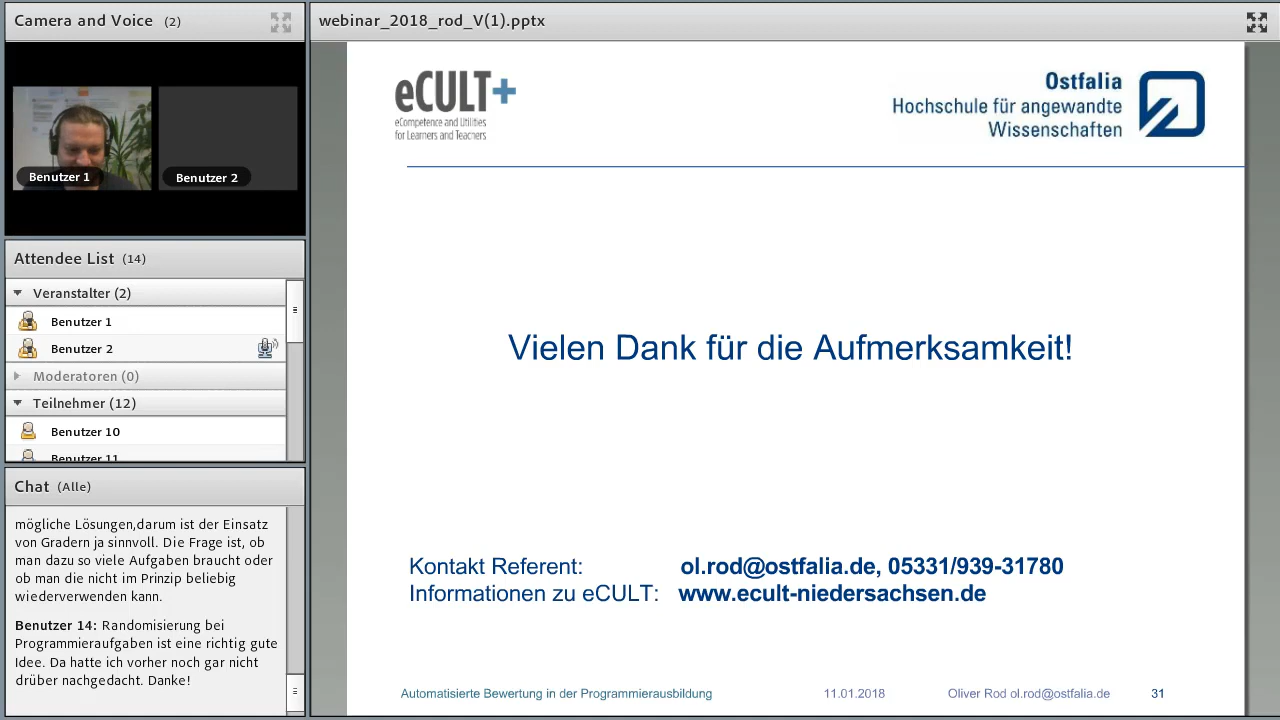 Camera and Voice (2)
Benutzer 1
Benutzer 2
Attendee List (14)
Veranstalter (2)
Benutzer 1
Benutzer 2
Moderatoren (0)
Teilnehmer (12)
Benutzer 10
Benutzer 11
Chat (Alle)
mögliche Lösungen,darum ist der Einsatz
von Gradern ja sinnvoll. Die Frage ist, ob
man dazu so viele Aufgaben braucht oder
ob man die nicht im Prinzip beliebig
wiederverwenden kann.
Benutzer 14: Randomisierung bei
Programmieraufgaben ist eine richtig gute
Idee. Da hatte ich vorher noch gar nicht
drüber nachgedacht. Danke!
webinar_2018_rod_V(1).pptx
eCULT+
eCompetence and Utilities
for Learners and Teachers
Ostfalia
Hochschule für angewandte
Wissenschaften
Vielen Dank für die Aufmerksamkeit!
Kontakt Referent: ol.rod@ostfalia.de, 05331/939-31780
Informationen zu eCULT: www.ecult-niedersachsen.de
Automatisierte Bewertung in der Programmierausbildung 11.01.2018 Oliver Rod ol.rod@ostfalia.de 31